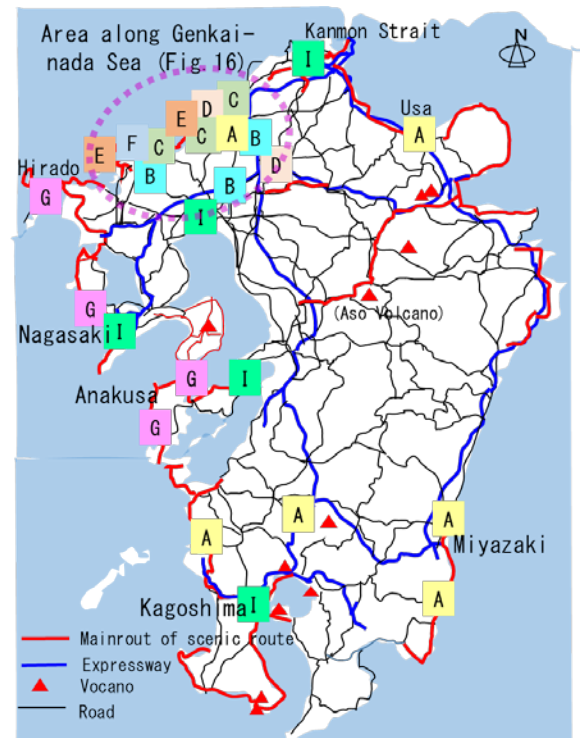 Area along Genkai-
nada Sea (Fig.16)
Kanmon Strait
N
I
Usa
A
C
D
E
C
A
B
F
C
E
B
D
B
Hirado
G
I
(Aso Volcano)
G
Nagasaki
I
Anakusa
G
I
G
A
A
A
Miyazaki
A
Kagoshima
I
Mainrout of scenic route
Expressway
Vocano
Road